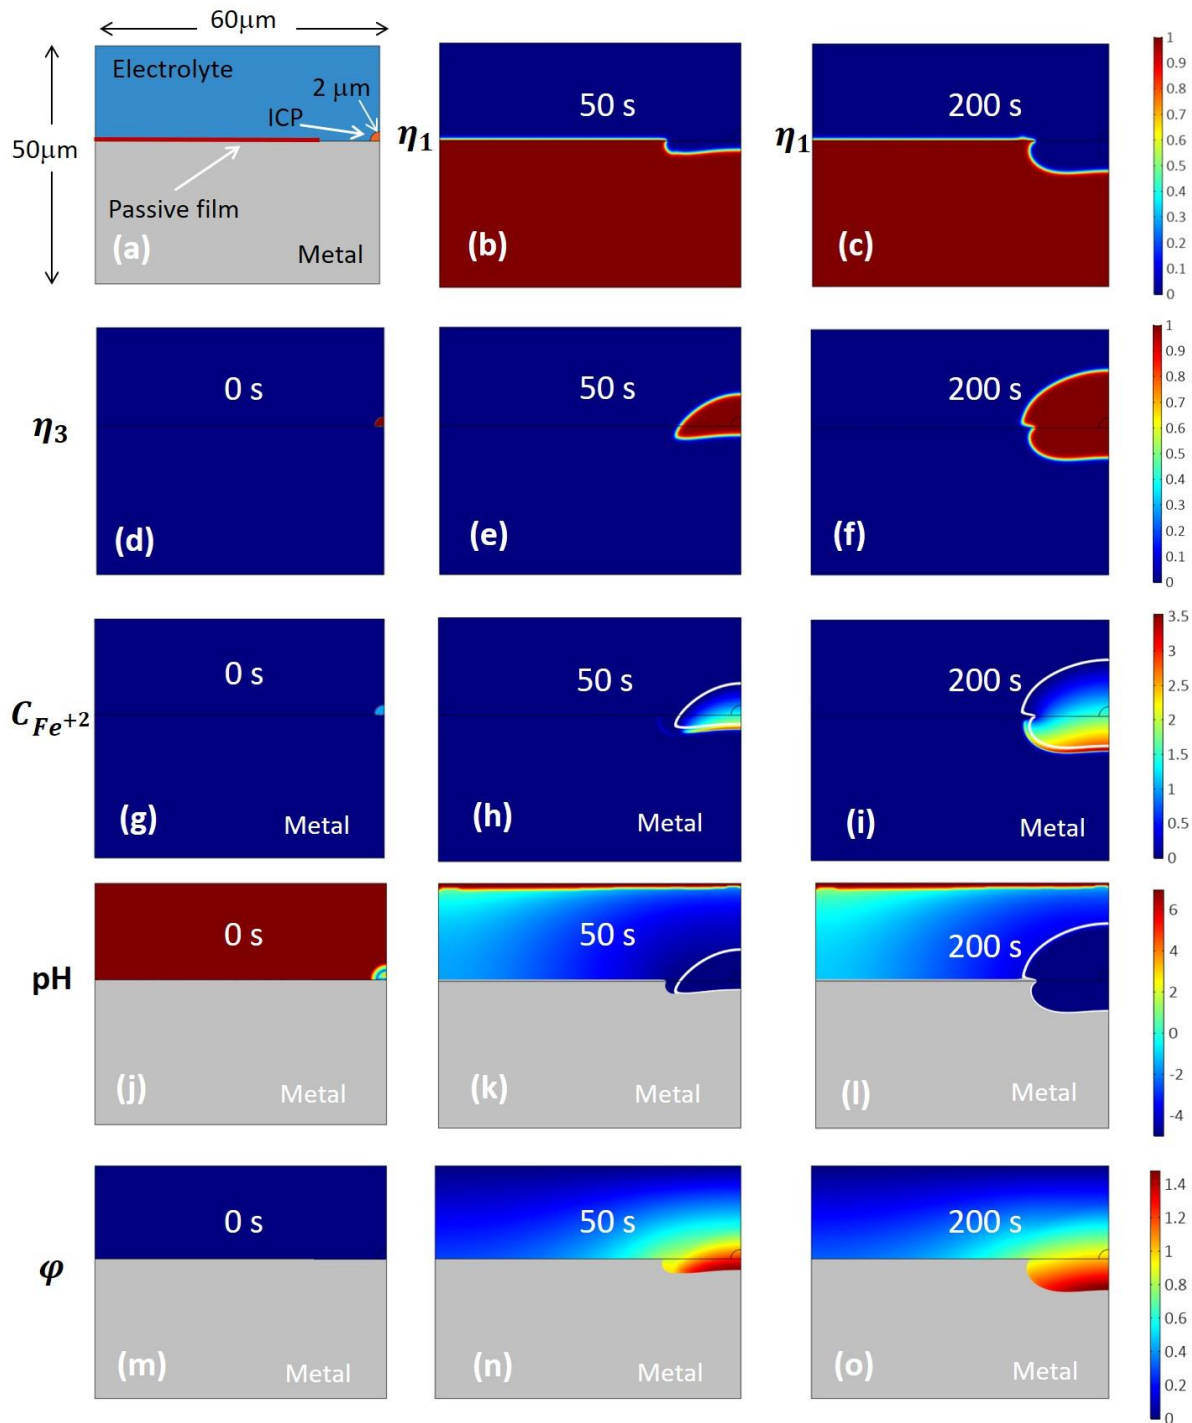 60μm
50μm
Electrolyte
2 μm
ICP
Passive film
(a)
Metal
η1
50 s
(b)
η1
200 s
(c)
1
0.9
0.8
0.7
0.6
0.5
0.4
0.3
0.2
0.1
0
η3
0 s
(d)
50 s
(e)
200 s
(f)
1
0.9
0.8
0.7
0.6
0.5
0.4
0.3
0.2
0.1
0
C_Fe+2
0 s
(g)
Metal
50 s
(h)
Metal
200 s
(i)
Metal
3.5
3
2.5
2
1.5
1
0.5
0
pH
0 s
(j)
Metal
50 s
(k)
Metal
200 s
(l)
Metal
6
4
2
0
-2
-4
φ
0 s
(m)
Metal
50 s
(n)
Metal
200 s
(o)
Metal
1.4
1.2
1
0.8
0.6
0.4
0.2
0